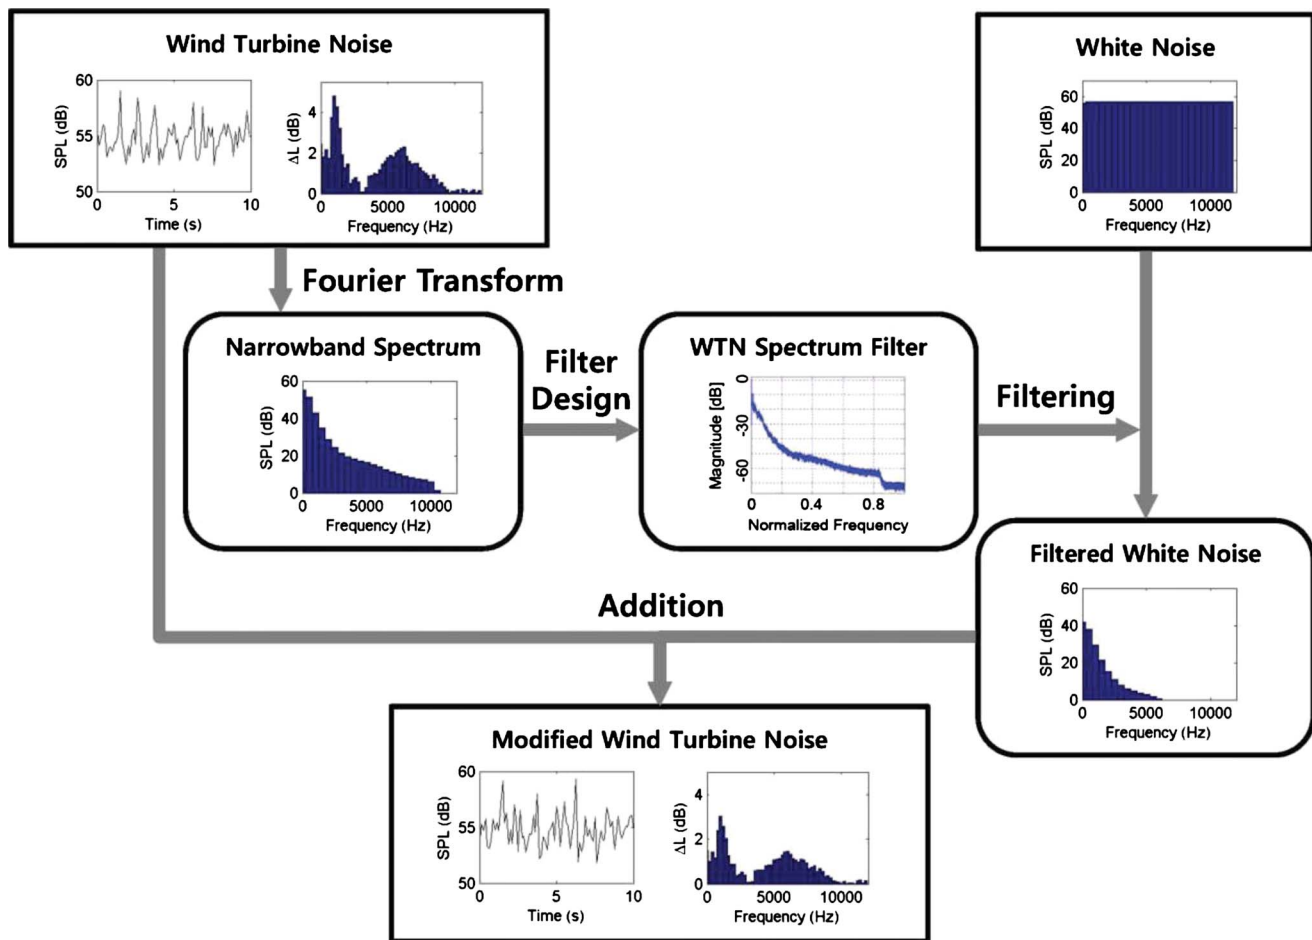 Wind Turbine Noise
60
55
50
SPL (dB)
0 5 10
Time (s)
4
2
0
ΔL (dB)
0 5000 10000
Frequency (Hz)
White Noise
60
40
20
0
SPL (dB)
0 5000 10000
Frequency (Hz)
Fourier Transform
Narrowband Spectrum
60
40
20
0
SPL (dB)
0 5000 10000
Frequency (Hz)
Filter
Design
WTN Spectrum Filter
0
-30
-60
Magnitude [dB]
0 0.4 0.8
Normalized Frequency
Filtering
Filtered White Noise
60
40
20
0
SPL (dB)
0 5000 10000
Frequency (Hz)
Addition
Modified Wind Turbine Noise
60
55
50
SPL (dB)
0 5 10
Time (s)
4
2
0
ΔL (dB)
0 5000 10000
Frequency (Hz)